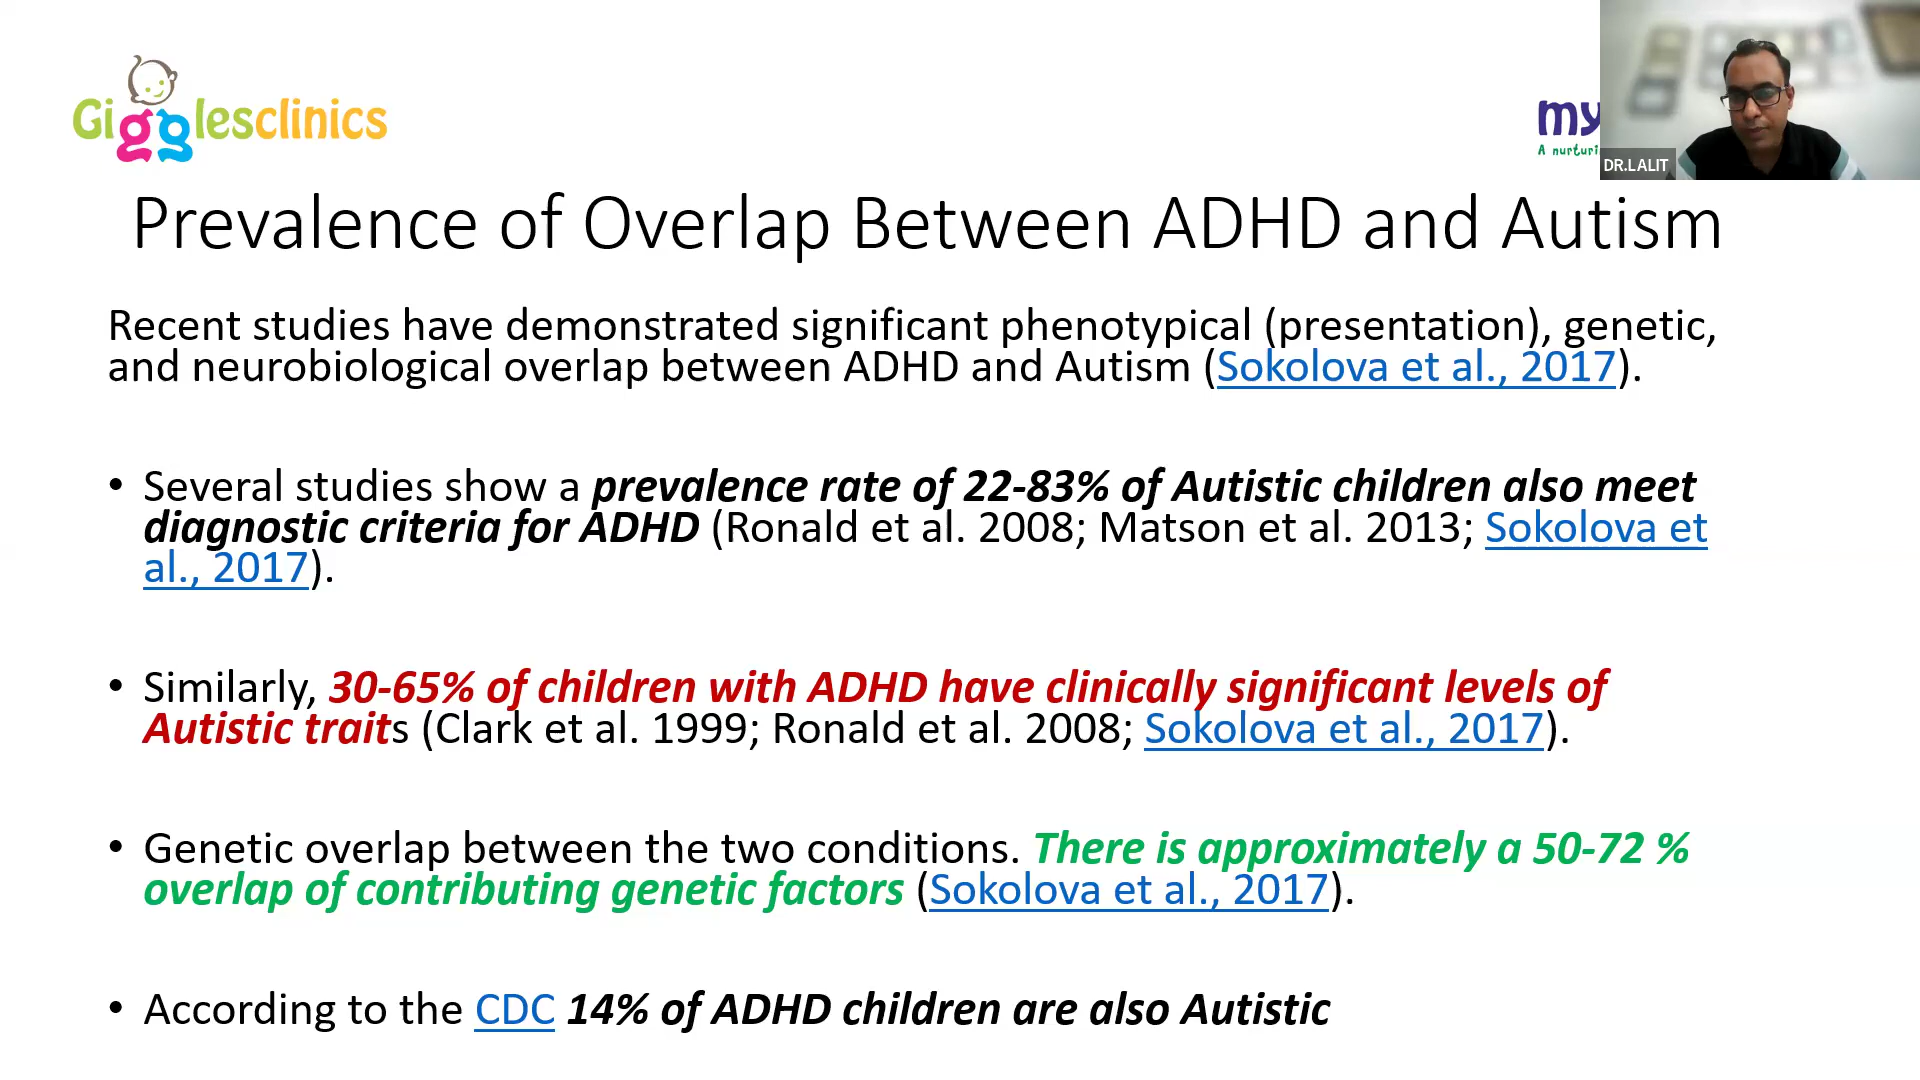 Gigglesclinics
my
A nurturi
DR.LALIT
Prevalence of Overlap Between ADHD and Autism
Recent studies have demonstrated significant phenotypical (presentation), genetic,
and neurobiological overlap between ADHD and Autism (Sokolova et al., 2017).
• Several studies show a prevalence rate of 22-83% of Autistic children also meet
diagnostic criteria for ADHD (Ronald et al. 2008; Matson et al. 2013; Sokolova et
al., 2017).
• Similarly, 30-65% of children with ADHD have clinically significant levels of
Autistic traits (Clark et al. 1999; Ronald et al. 2008; Sokolova et al., 2017).
• Genetic overlap between the two conditions. There is approximately a 50-72 %
overlap of contributing genetic factors (Sokolova et al., 2017).
• According to the CDC 14% of ADHD children are also Autistic